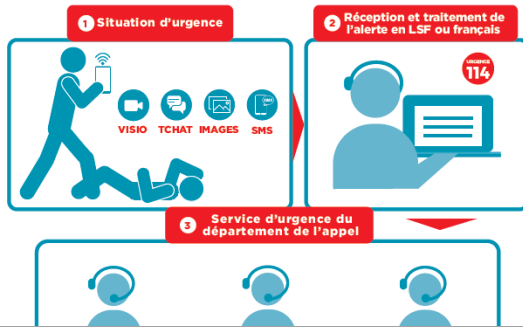 1 Situation d'urgence
2 Réception et traitement de
l'alerte en LSF ou français
URGENCE
114
SMS
VISIO TCHAT IMAGES SMS
3 Service d'urgence du
département de l'appel